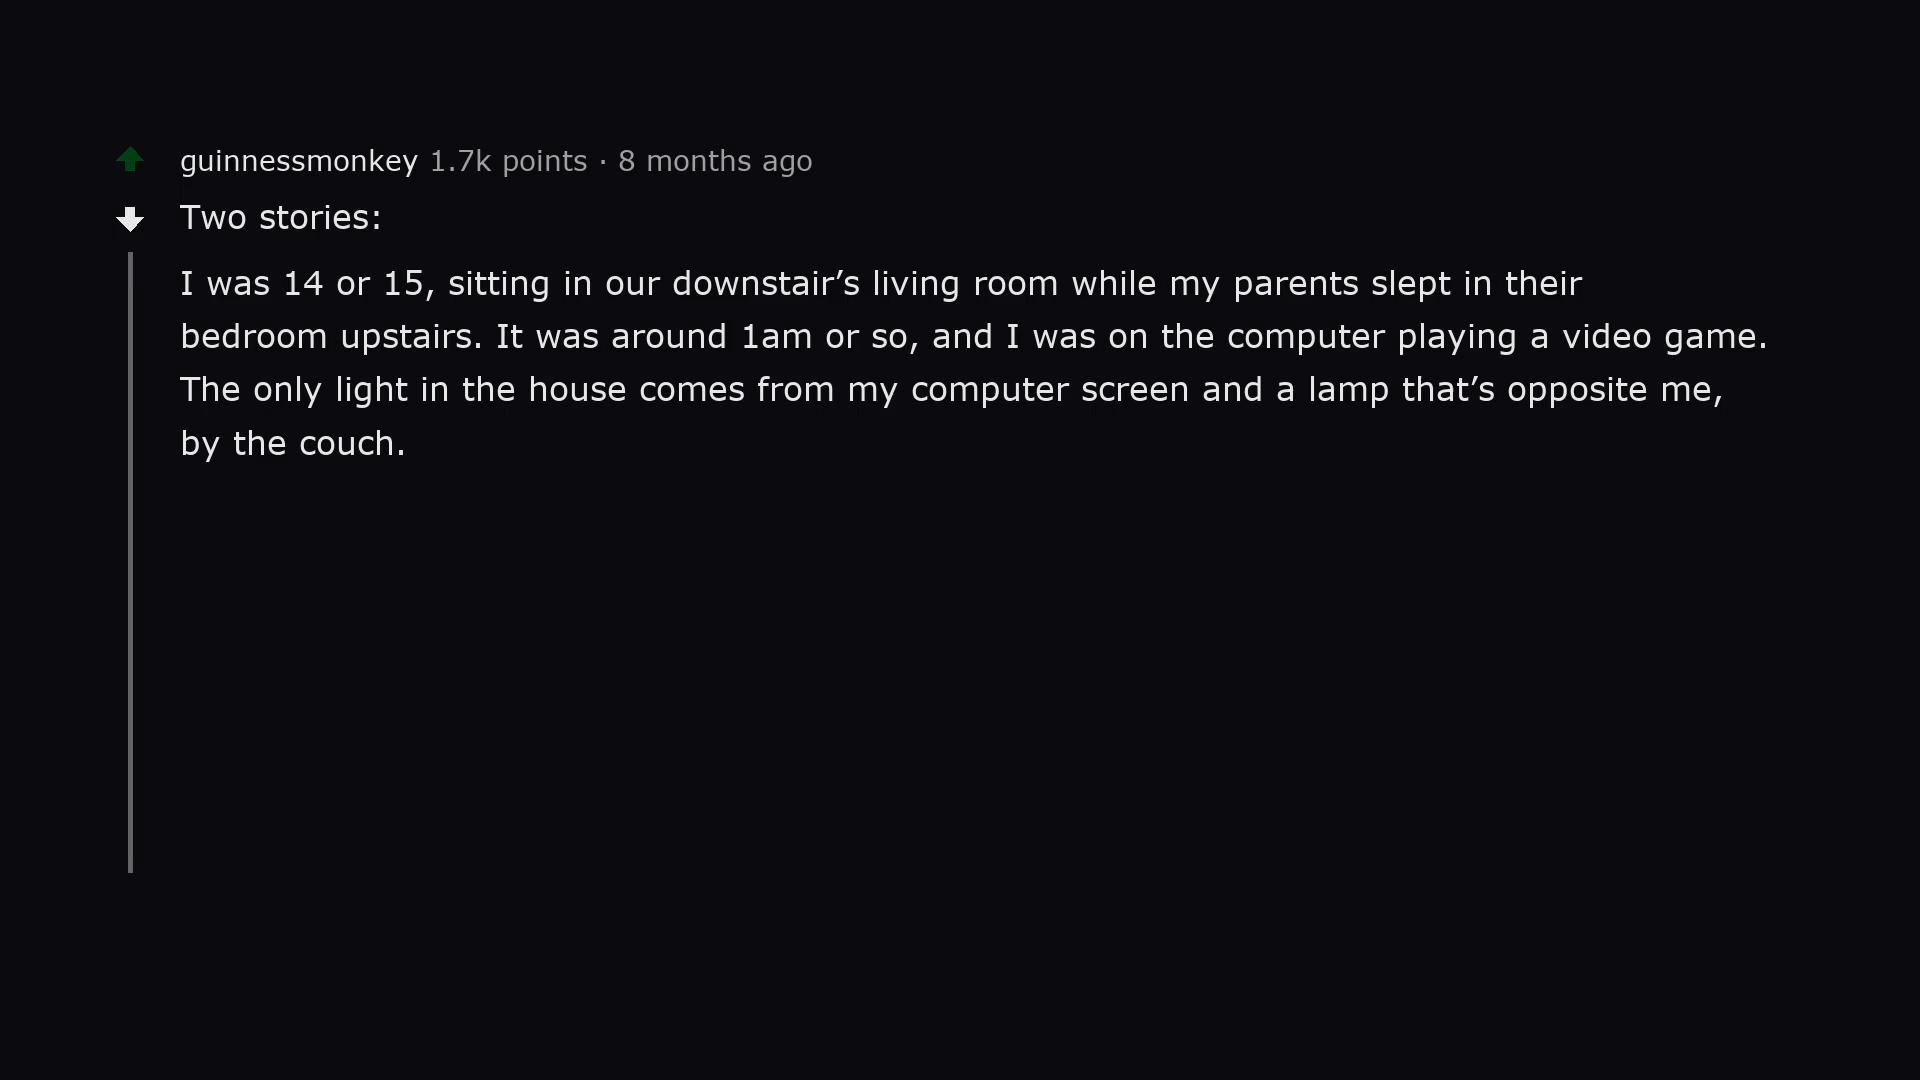 guinnessmonkey 1.7k points · 8 months ago
Two stories:
I was 14 or 15, sitting in our downstair’s living room while my parents slept in their
bedroom upstairs. It was around 1am or so, and I was on the computer playing a video game.
The only light in the house comes from my computer screen and a lamp that’s opposite me,
by the couch.